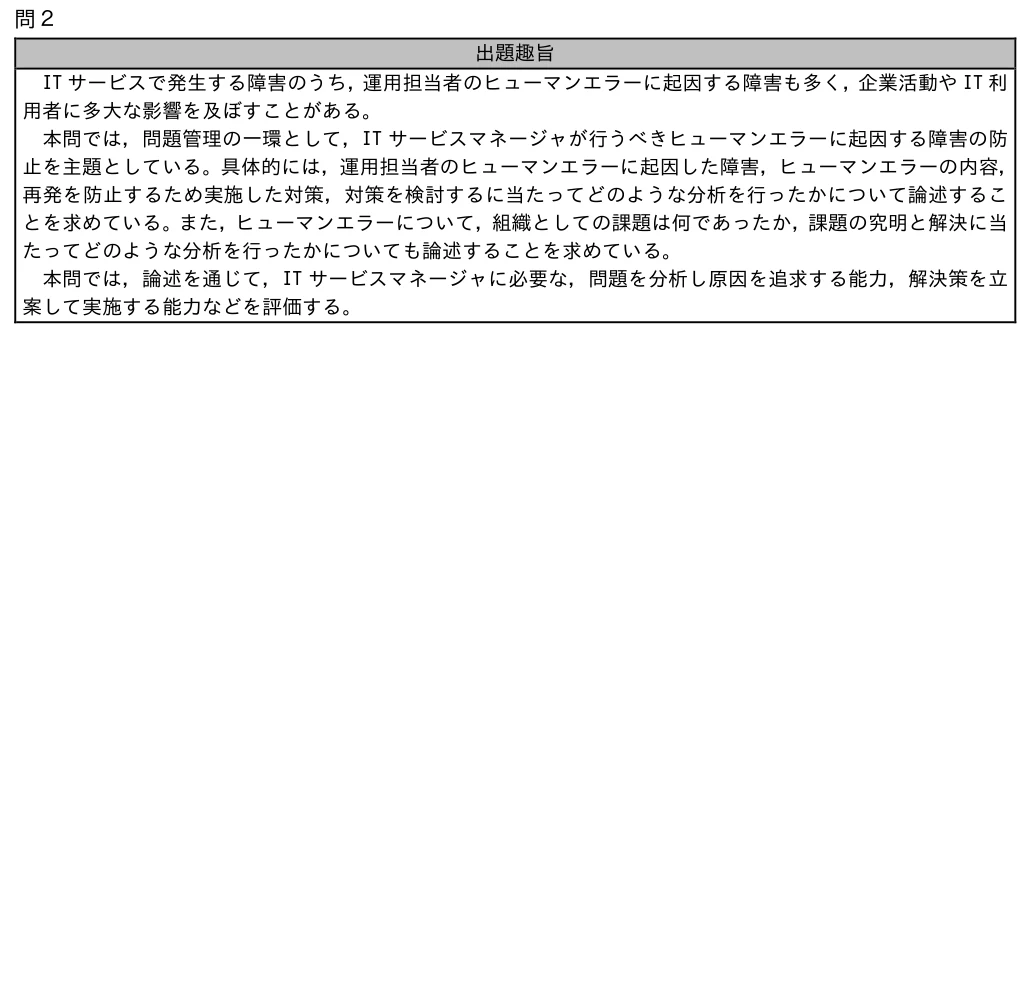 問２
出題趣旨
　IT サービスで発生する障害のうち，運用担当者のヒューマンエラーに起因する障害も多く，企業活動や IT 利
用者に多大な影響を及ぼすことがある。
　本問では，問題管理の一環として，IT サービスマネージャが行うべきヒューマンエラーに起因する障害の防
止を主題としている。具体的には，運用担当者のヒューマンエラーに起因した障害，ヒューマンエラーの内容，
再発を防止するため実施した対策，対策を検討するに当たってどのような分析を行ったかについて論述するこ
とを求めている。また，ヒューマンエラーについて，組織としての課題は何であったか，課題の究明と解決に当
たってどのような分析を行ったかについても論述することを求めている。
　本問では，論述を通じて，IT サービスマネージャに必要な，問題を分析し原因を追求する能力，解決策を立
案して実施する能力などを評価する。